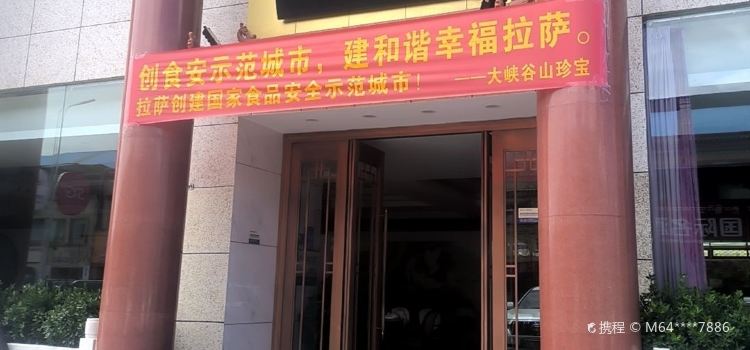 创食安示范城市，建和谐幸福拉萨。
拉萨创建国家食品安全示范城市！ ——大峡谷山珍宝
国际
携程 © M64****7886